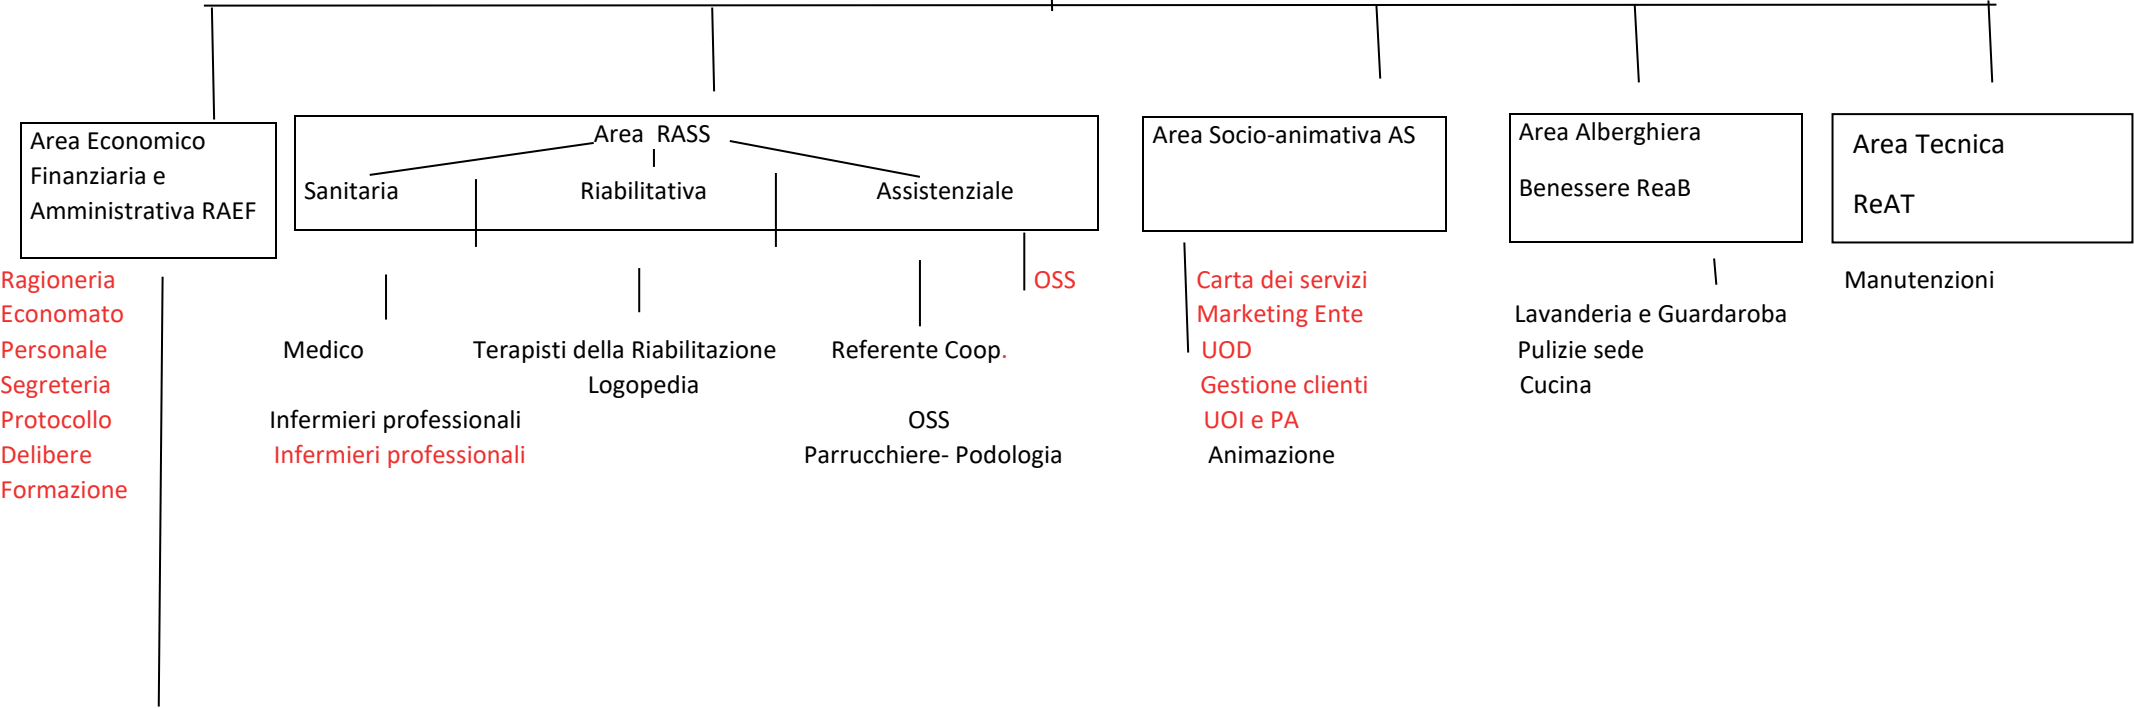 Area Economico
Finanziaria e
Amministrativa RAEF
Area RASS
Sanitaria
Riabilitativa
Assistenziale
Area Socio-animativa AS
Area Alberghiera
Benessere ReaB
Area Tecnica
ReAT
Ragioneria
Economato
Personale
Segreteria
Protocollo
Delibere
Formazione
Medico
Infermieri professionali
Infermieri professionali
Terapisti della Riabilitazione
Logopedia
OSS
Referente Coop.
OSS
Parrucchiere- Podologia
Carta dei servizi
Marketing Ente
UOD
Gestione clienti
UOI e PA
Animazione
Lavanderia e Guardaroba
Pulizie sede
Cucina
Manutenzioni